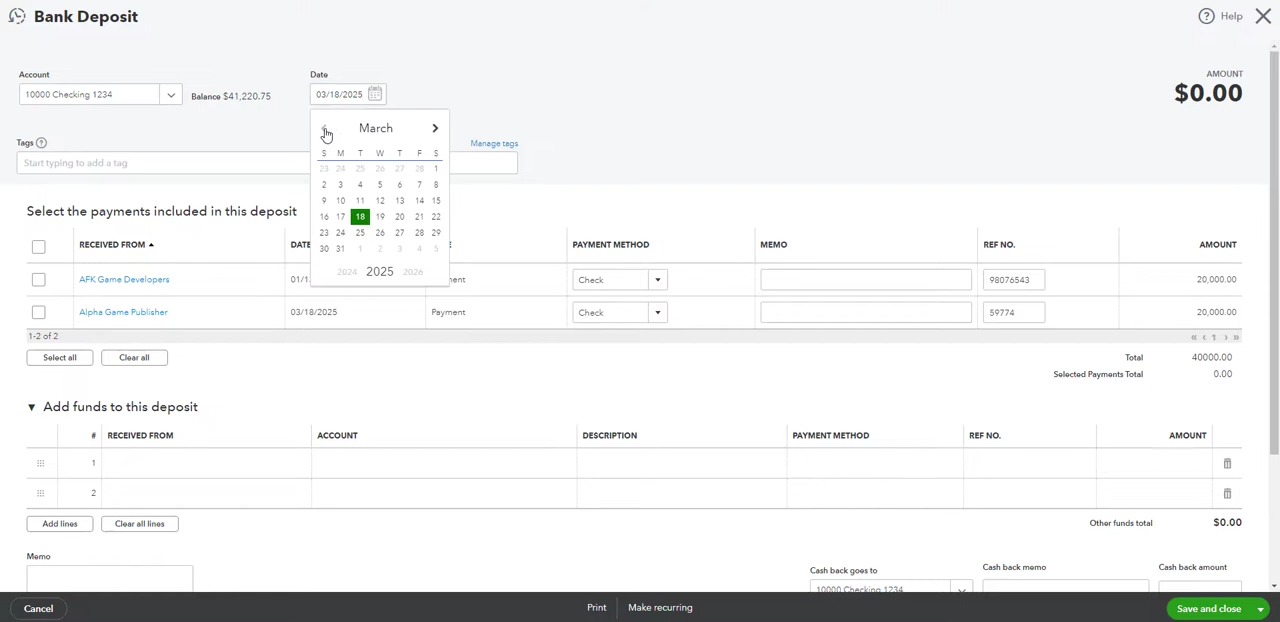 Bank Deposit
Help
Account
Date
AMOUNT
10000 Checking 1234
Balance $41,220.75
03/18/2025
$0.00
March
Tags
Manage tags
S M T W T F S
Start typing to add a tag
23 24 25 26 27 28 1
2 3 4 5 6 7 8
9 10 11 12 13 14 15
Select the payments included in this deposit
16 17 18 19 20 21 22
23 24 25 26 27 28 29
RECEIVED FROM
PAYMENT METHOD
MEMO
REF NO.
AMOUNT
30 31 1 2 3 4 5
2024 2025 2026
AFK Game Developers
Check
98076543
20,000.00
Alpha Game Publisher
03/18/2025
Payment
Check
59774
20,000.00
1-2 of 2
1
Select all
Clear all
Total
40000.00
Selected Payments Total
0.00
Add funds to this deposit
# RECEIVED FROM
ACCOUNT
DESCRIPTION
PAYMENT METHOD
REF NO.
AMOUNT
1
2
Add lines
Clear all lines
Other funds total
$0.00
Memo
Cash back goes to
Cash back memo
Cash back amount
10000 Checking 1234
Cancel
Print
Make recurring
Save and close